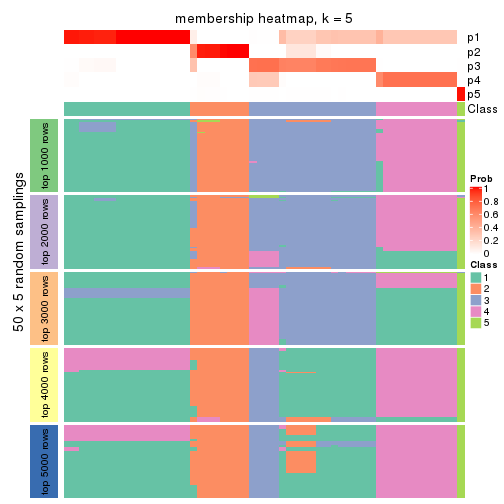 membership heatmap, k = 5
p1
p2
p3
p4
p5
Class
50 x 5 random samplings
top 1000 rows
top 2000 rows
top 3000 rows
top 4000 rows
top 5000 rows
Prob
1
0.8
0.6
0.4
0.2
0
Class
1
2
3
4
5